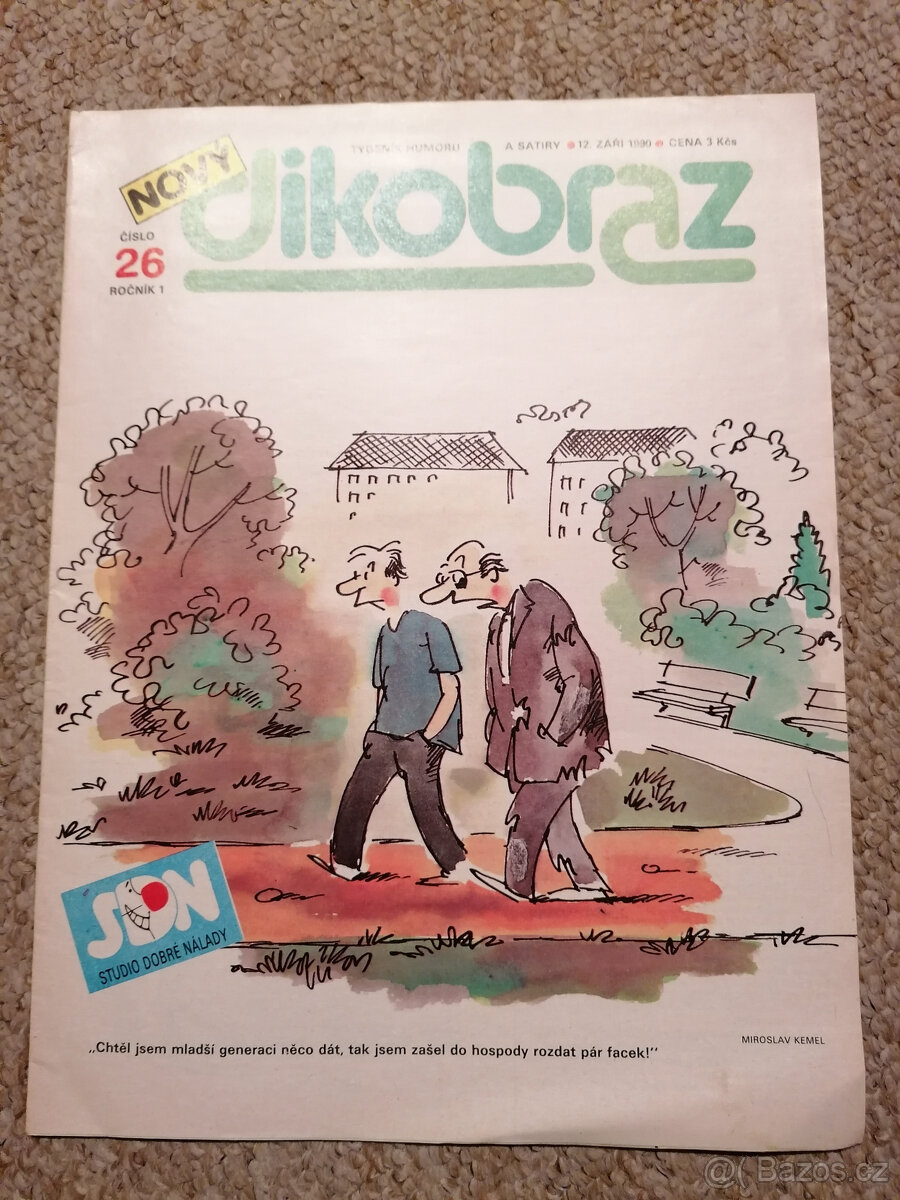 TÝDENÍK HUMORU A SATIRY ● 12. ZÁŘÍ 1990 ● CENA 3 Kčs
NOVÝ
dikobraz
ČÍSLO
26
ROČNÍK 1
SDN
STUDIO DOBRÉ NÁLADY
„Chtěl jsem mladší generaci něco dát, tak jsem zašel do hospody rozdat pár facek!"
MIROSLAV KEMEL
@( Bazos.cz